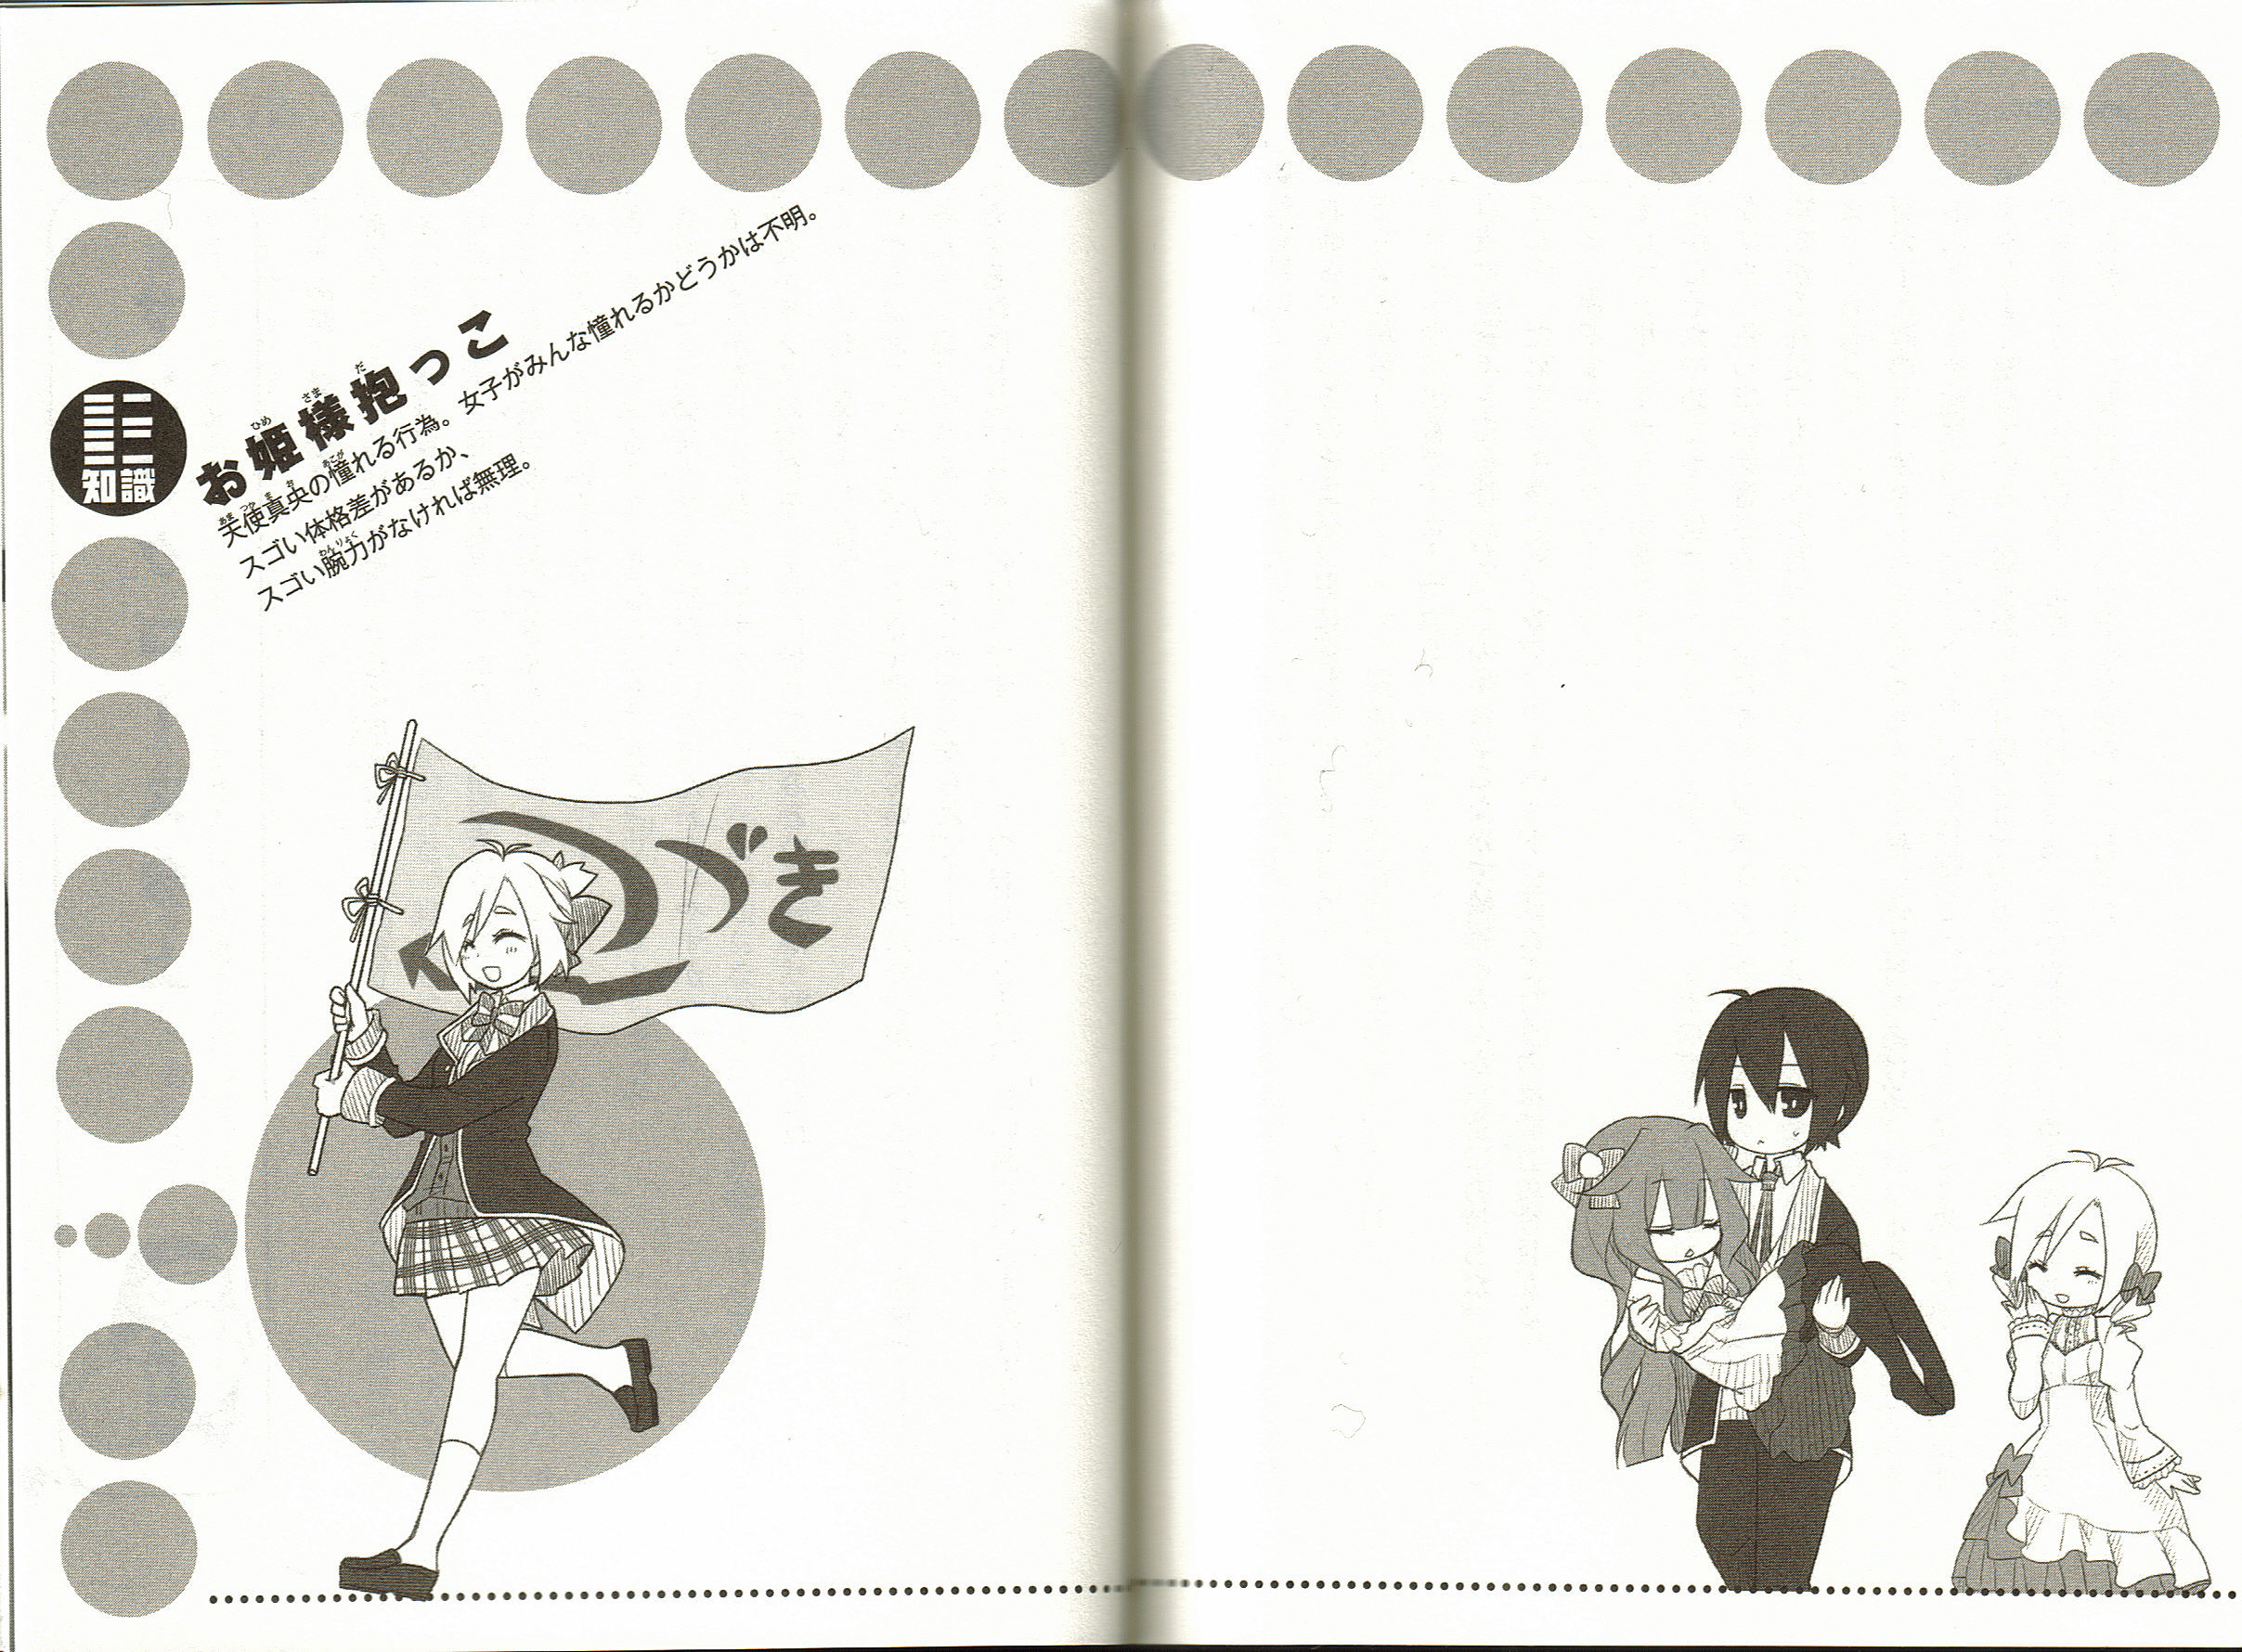 ミニ
知識
お姫様抱っこ
天使真央の憧れる行為。女子がみんな憧れるかどうかは不明。
スゴい体格差があるか、
スゴい腕力がなければ無理。
つづき